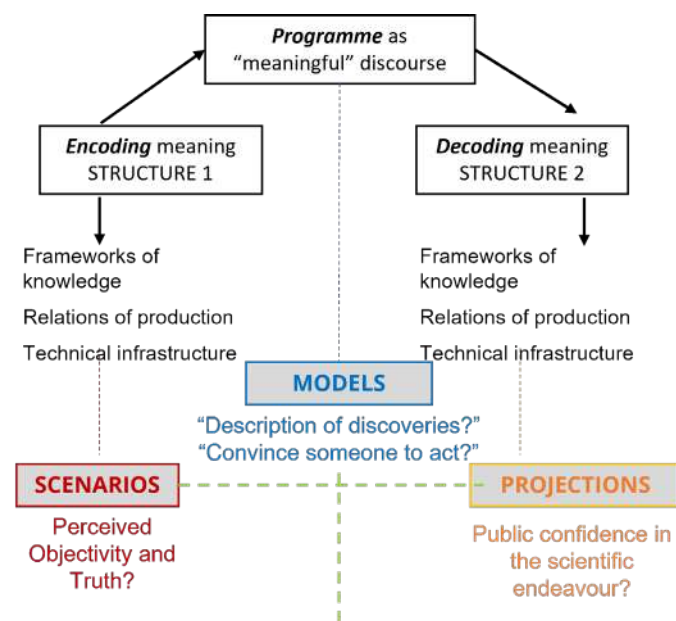 Programme as
“meaningful” discourse
Encoding meaning
STRUCTURE 1
Decoding meaning
STRUCTURE 2
Frameworks of
knowledge
Relations of production
Technical infrastructure
Frameworks of
knowledge
Relations of production
Technical infrastructure
MODELS
“Description of discoveries?”
“Convince someone to act?”
SCENARIOS
Perceived
Objectivity and
Truth?
PROJECTIONS
Public confidence in
the scientific
endeavour?